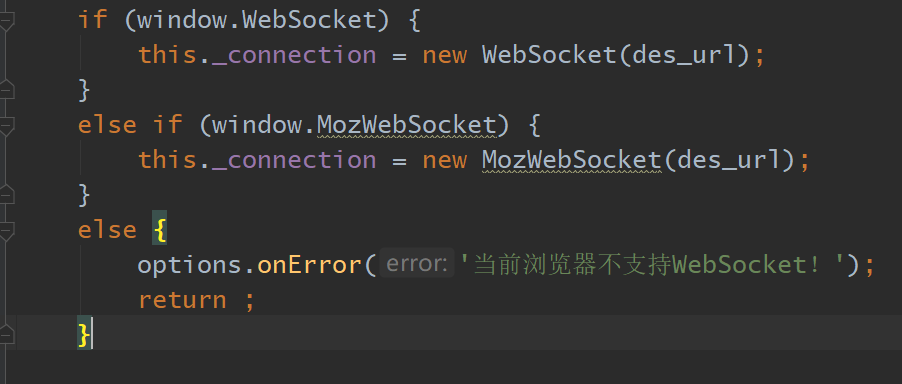 if (window.WebSocket) {
this._connection = new WebSocket(des_url);
}
else if (window.MozWebSocket) {
this._connection = new MozWebSocket(des_url);
}
else {
options.onError( error: '当前浏览器不支持WebSocket！');
return ;
}